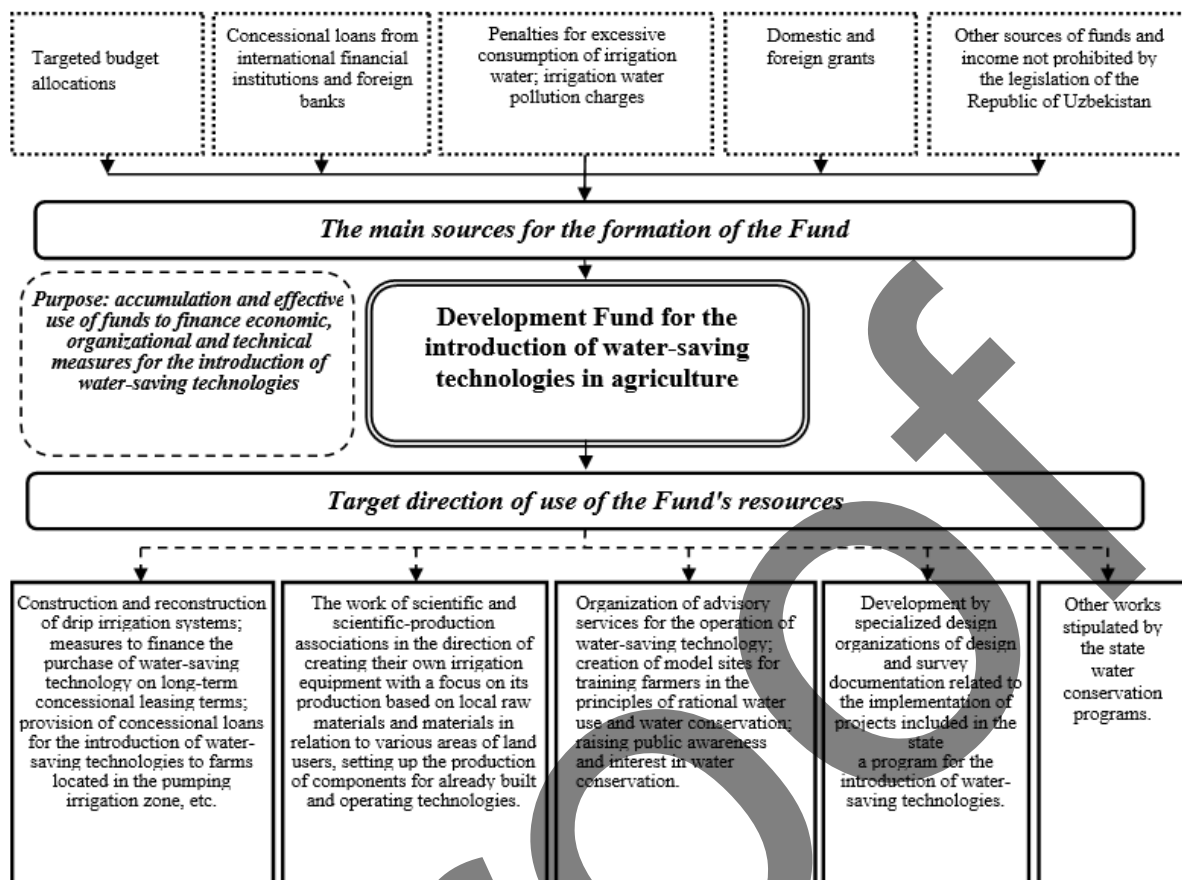 Targeted budget
allocations
Concessional loans from
international financial
institutions and foreign
banks
Penalties for excessive
consumption of irrigation
water; irrigation water
pollution charges
Domestic and
foreign grants
Other sources of funds and
income not prohibited by
the legislation of the
Republic of Uzbekistan
The main sources for the formation of the Fund
Purpose: accumulation and effective
use of funds to finance economic,
organizational and technical
measures for the introduction of
water-saving technologies
Development Fund for the
introduction of water-saving
technologies in agriculture
Target direction of use of the Fund's resources
Construction and reconstruction
of drip irrigation systems;
measures to finance the
purchase of water-saving
technology on long-term
concessional leasing terms;
provision of concessional loans
for the introduction of water-
saving technologies to farms
located in the pumping
irrigation zone, etc.
The work of scientific and
scientific-production
associations in the direction of
creating their own irrigation
equipment with a focus on its
production based on local raw
materials and materials in
relation to various areas of land
users, setting up the production
of components for already built
and operating technologies.
Organization of advisory
services for the operation of
water-saving technology;
creation of model sites for
training farmers in the
principles of rational water
use and water conservation;
raising public awareness
and interest in water
conservation.
Development by
specialized design
organizations of design
and survey
documentation related to
the implementation of
projects included in the
state
a program for the
introduction of water-
saving technologies.
Other works
stipulated by
the state
water
conservation
programs.